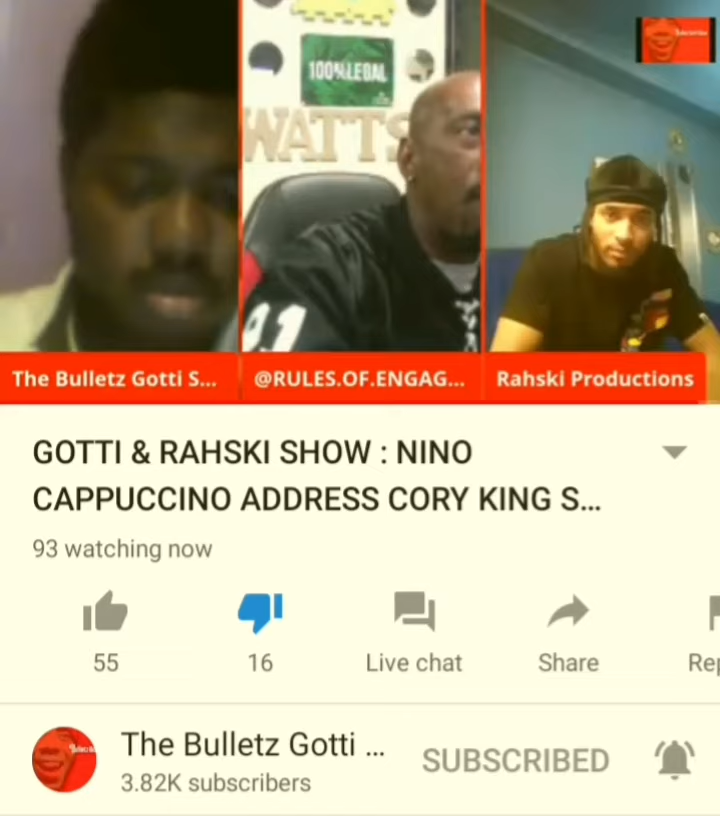 100%LEGAL
WATTS
91
The Bulletz Gotti S...
@RULES.OF.ENGAG...
Rahski Productions
GOTTI & RAHSKI SHOW : NINO
CAPPUCCINO ADDRESS CORY KING S...
93 watching now
55
16
Live chat
Share
Rep
The Bulletz Gotti ...
3.82K subscribers
SUBSCRIBED